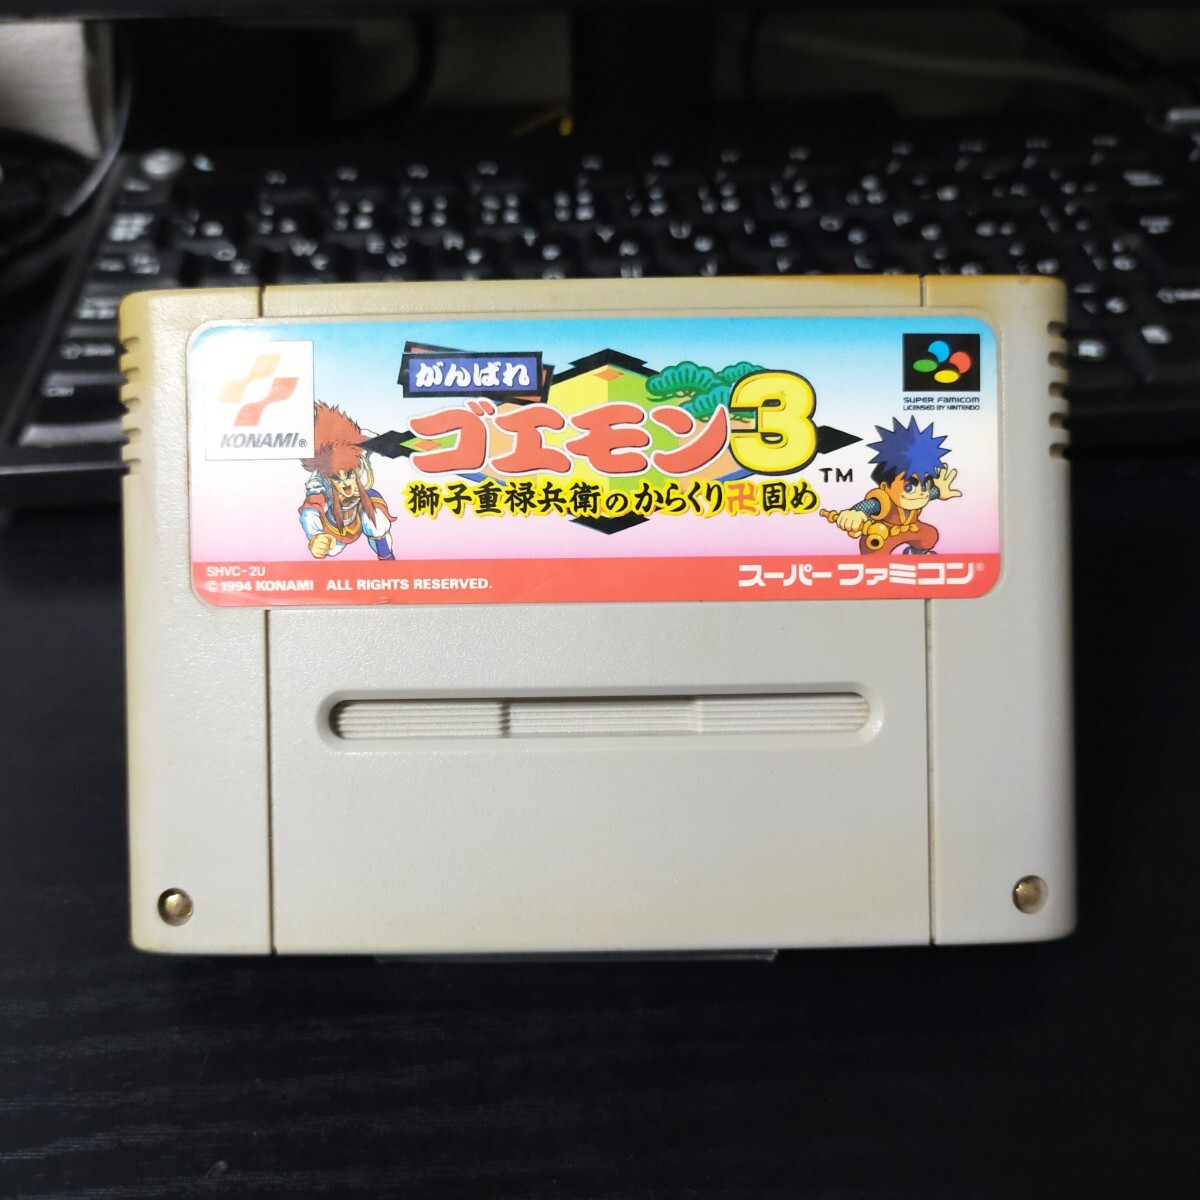 KONAMI®
がんばれ
ゴエモン3
TM
獅子重禄兵衛のからくり卍固め
SUPER FAMICOM
LICENSED BY NINTENDO
SHVC-2U
© 1994 KONAMI ALL RIGHTS RESERVED.
スーパーファミコン®